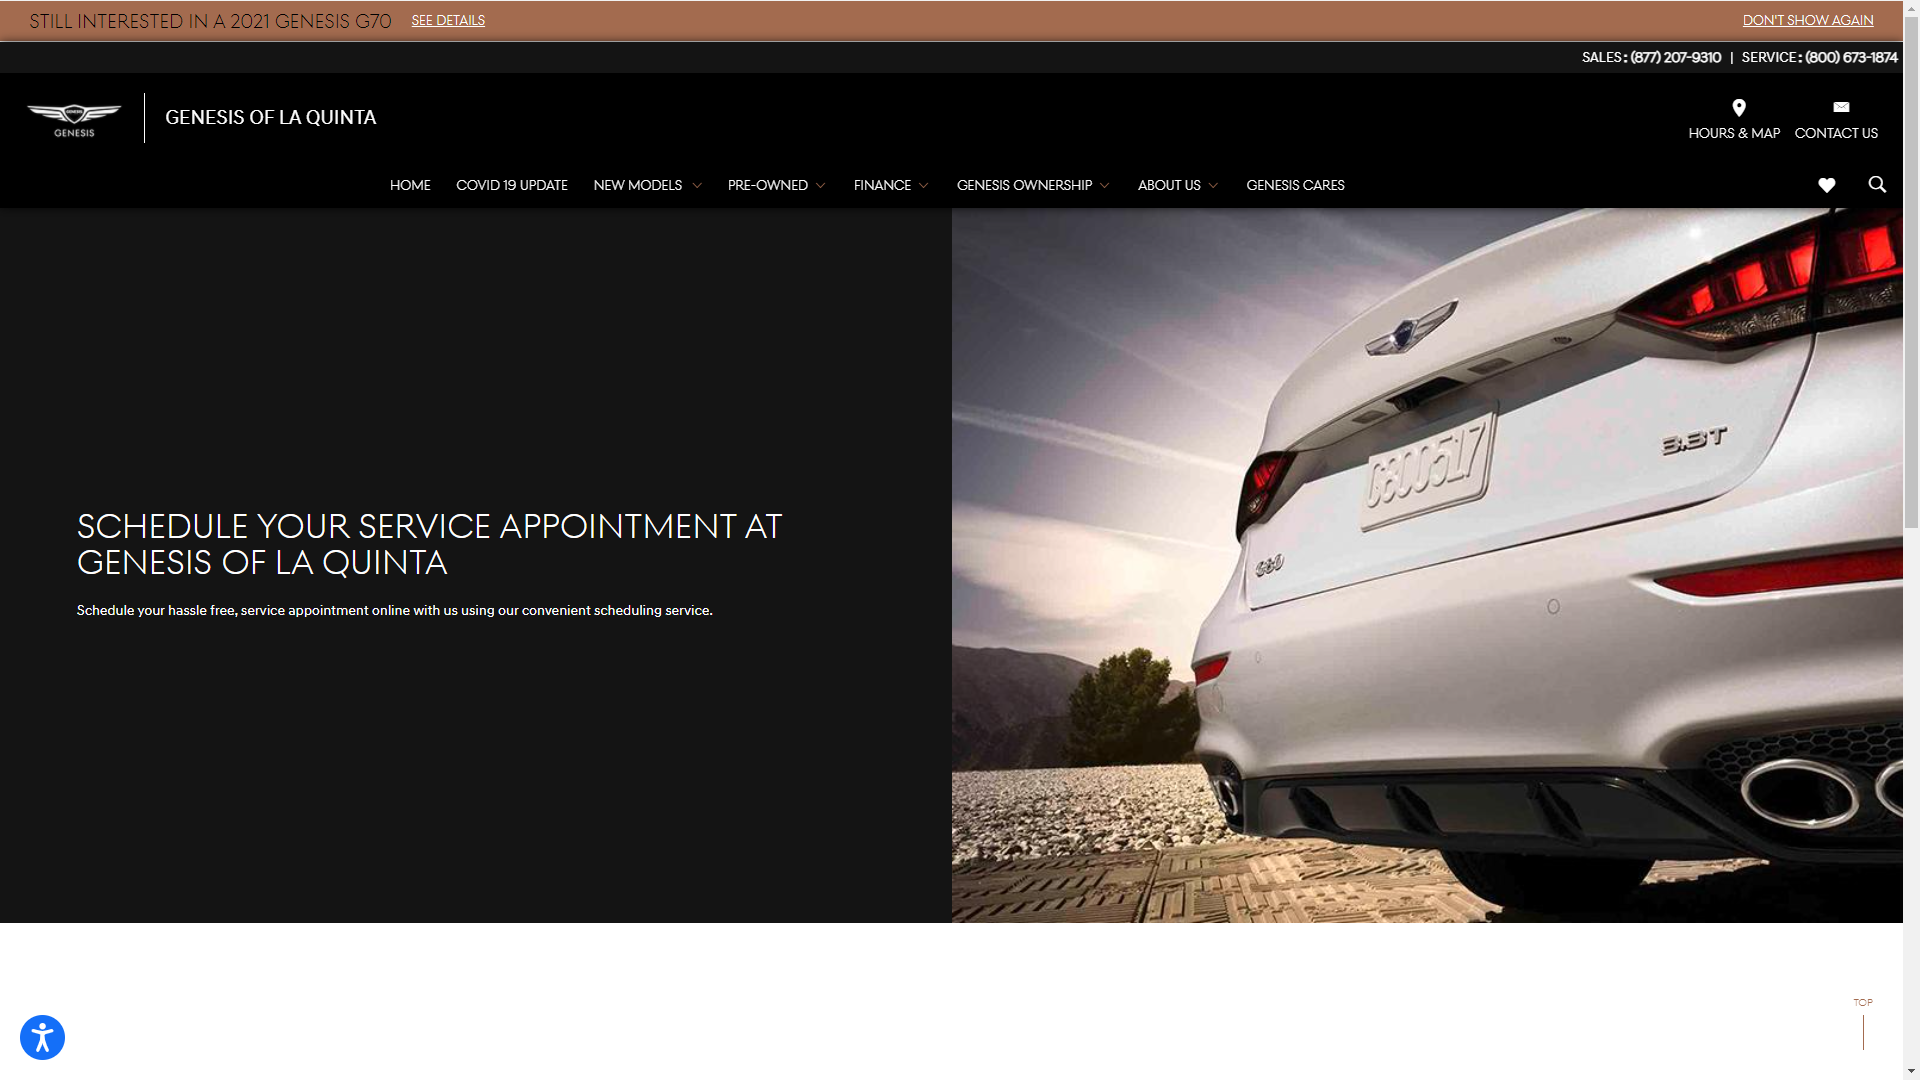 STILL INTERESTED IN A 2021 GENESIS G70 SEE DETAILS DON'T SHOW AGAIN
SALES : (877) 207-9310 | SERVICE : (800) 673-1874
GENESIS
GENESIS OF LA QUINTA
HOURS & MAP CONTACT US
HOME COVID 19 UPDATE NEW MODELS PRE-OWNED FINANCE GENESIS OWNERSHIP ABOUT US GENESIS CARES
SCHEDULE YOUR SERVICE APPOINTMENT AT
GENESIS OF LA QUINTA
Schedule your hassle free, service appointment online with us using our convenient scheduling service.
3.3T
G80 0517
G80
TOP